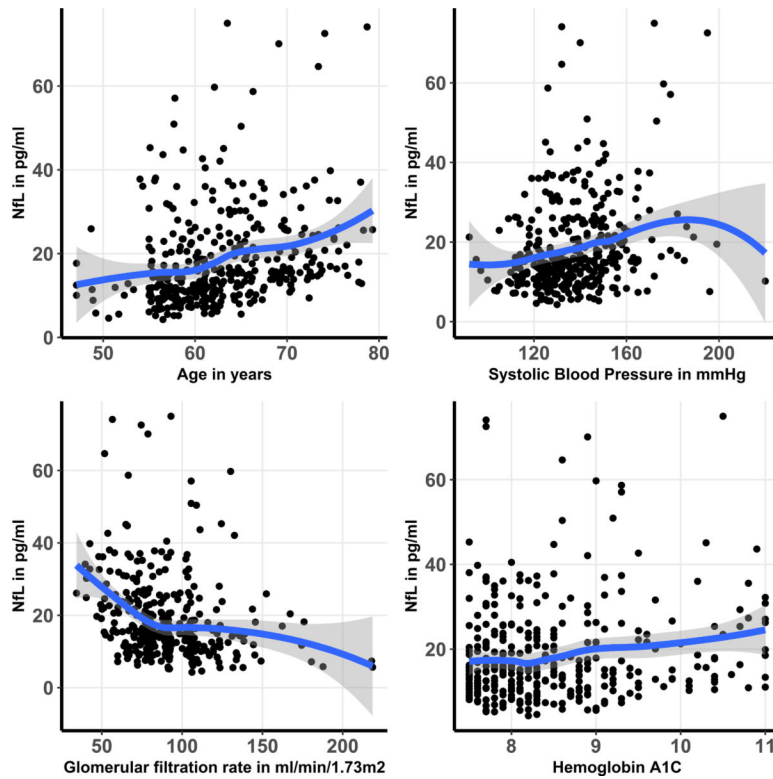 NfL in pg/ml
60
40
20
0
50 60 70 80
Age in years
NfL in pg/ml
60
40
20
0
120 160 200
Systolic Blood Pressure in mmHg
NfL in pg/ml
60
40
20
0
50 100 150 200
Glomerular filtration rate in ml/min/1.73m2
NfL in pg/ml
60
40
20
0
8 9 10 11
Hemoglobin A1C